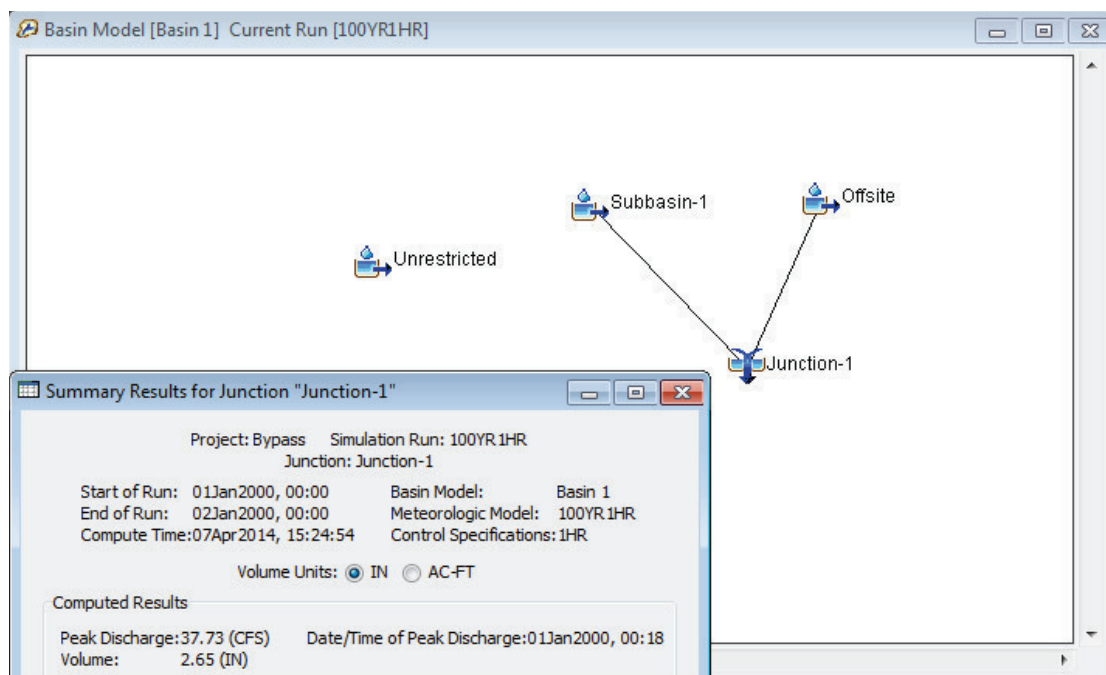 Basin Model [Basin 1] Current Run [100YR1HR]
Subbasin-1
Offsite
Unrestricted
Junction-1
Summary Results for Junction "Junction-1"
Project: Bypass Simulation Run: 100YR1HR
Junction: Junction-1
Start of Run: 01Jan2000, 00:00 Basin Model: Basin 1
End of Run: 02Jan2000, 00:00 Meteorologic Model: 100YR1HR
Compute Time:07Apr2014, 15:24:54 Control Specifications:1HR
Volume Units: IN AC-FT
Computed Results
Peak Discharge:37.73 (CFS) Date/Time of Peak Discharge:01Jan2000, 00:18
Volume: 2.65 (IN)